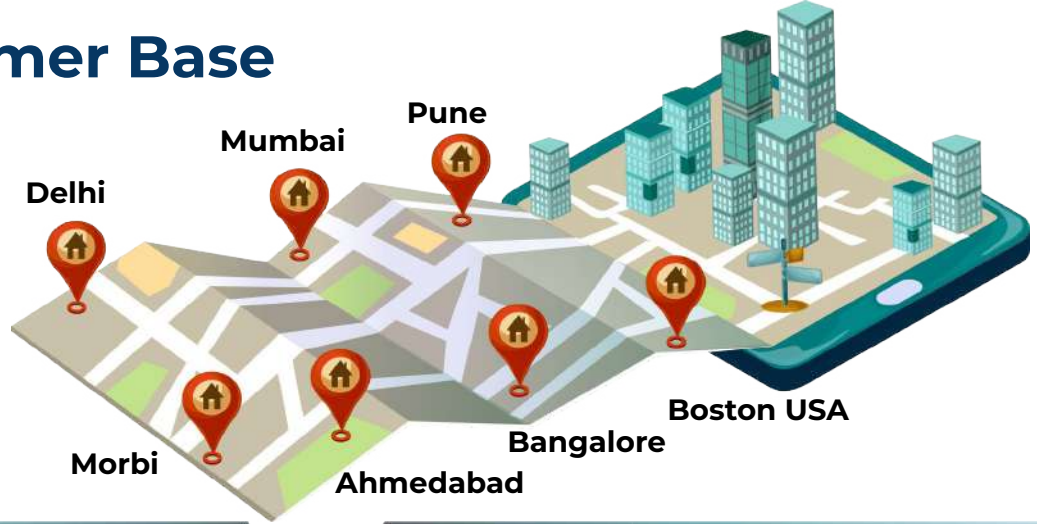 mer Base
Pune
Mumbai
Delhi
Boston USA
Bangalore
Morbi
Ahmedabad